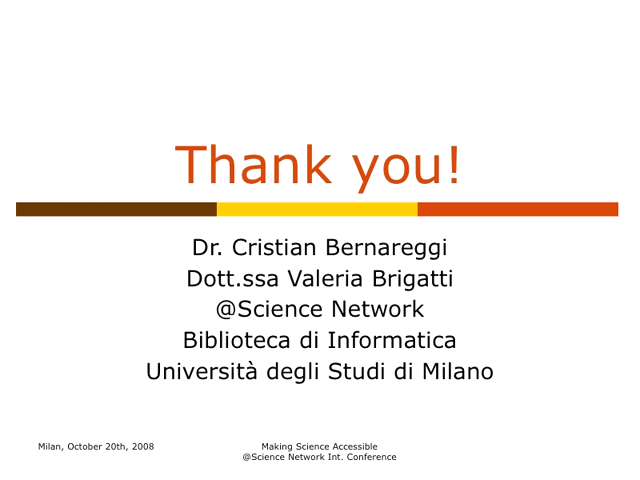 Thank you!
Dr. Cristian Bernareggi
Dott.ssa Valeria Brigatti
@Science Network
Biblioteca di Informatica
Università degli Studi di Milano
Milan, October 20th, 2008
Making Science Accessible
@Science Network Int. Conference